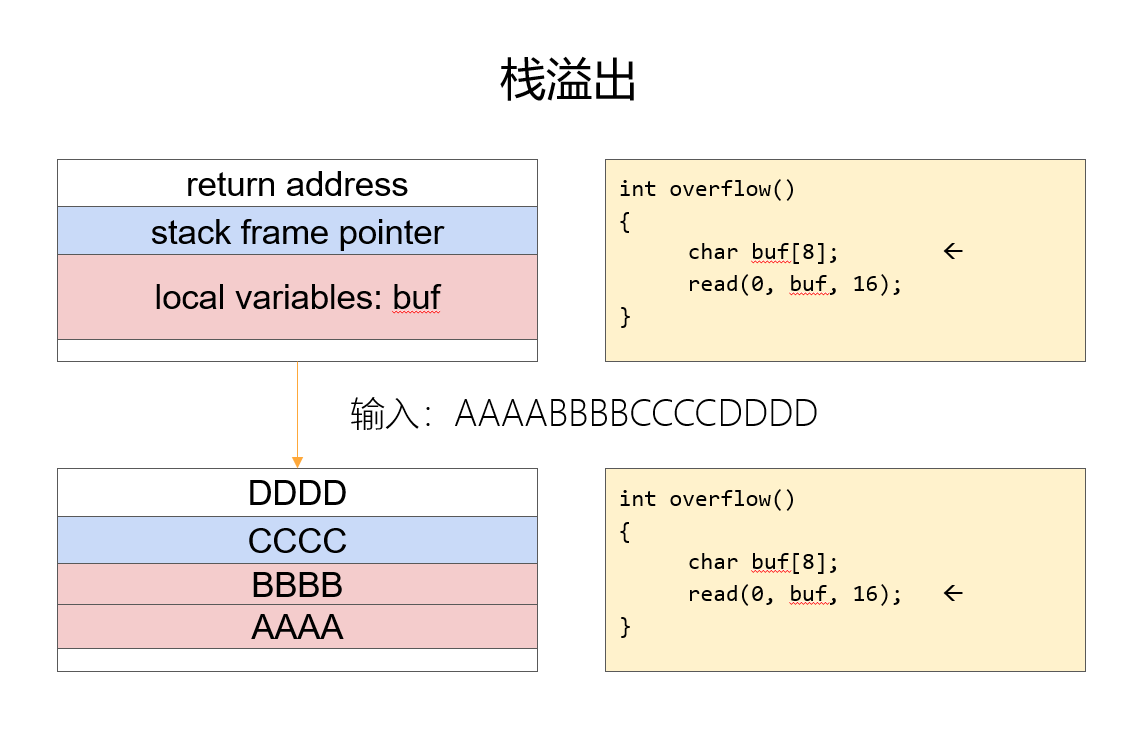 栈溢出
return address
stack frame pointer
local variables: buf
int overflow()
{
char buf[8]; ←
read(0, buf, 16);
}
输入：AAAABBBBCCCCDDDD
DDDD
CCCC
BBBB
AAAA
int overflow()
{
char buf[8];
read(0, buf, 16); ←
}